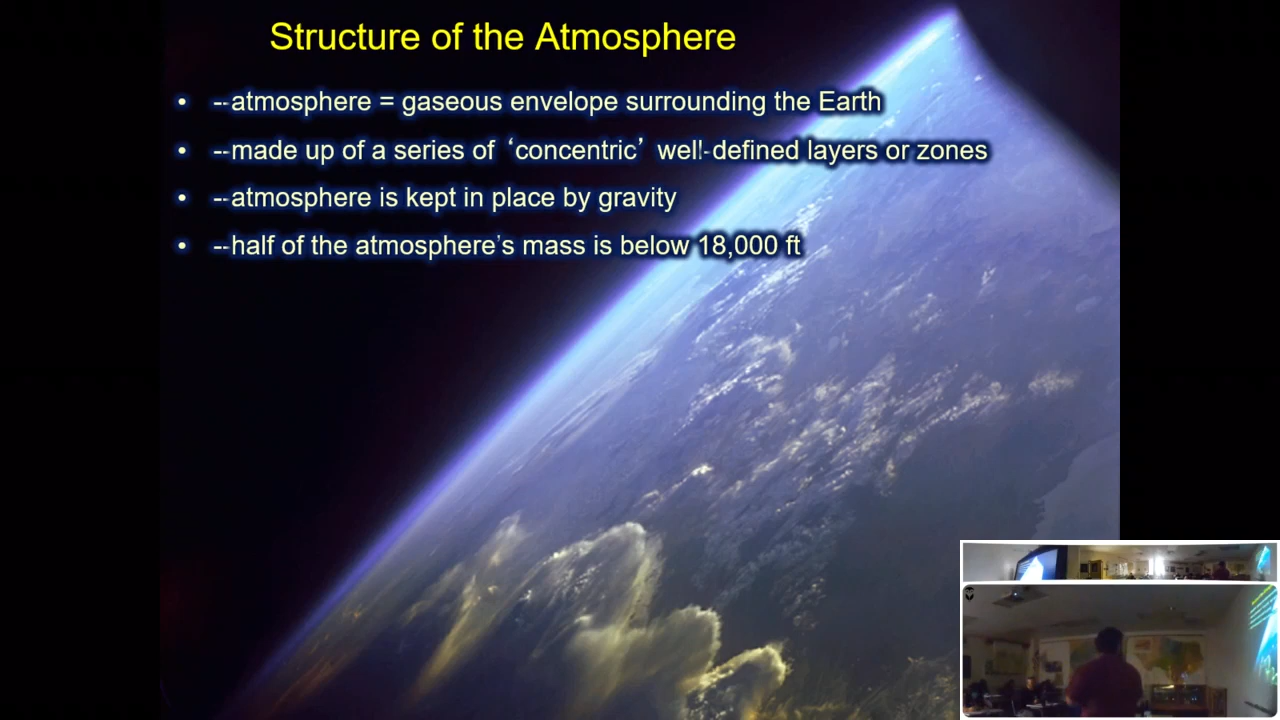 Structure of the Atmosphere
• --atmosphere = gaseous envelope surrounding the Earth
• --made up of a series of ‘concentric’ well-defined layers or zones
• --atmosphere is kept in place by gravity
• --half of the atmosphere’s mass is below 18,000 ft